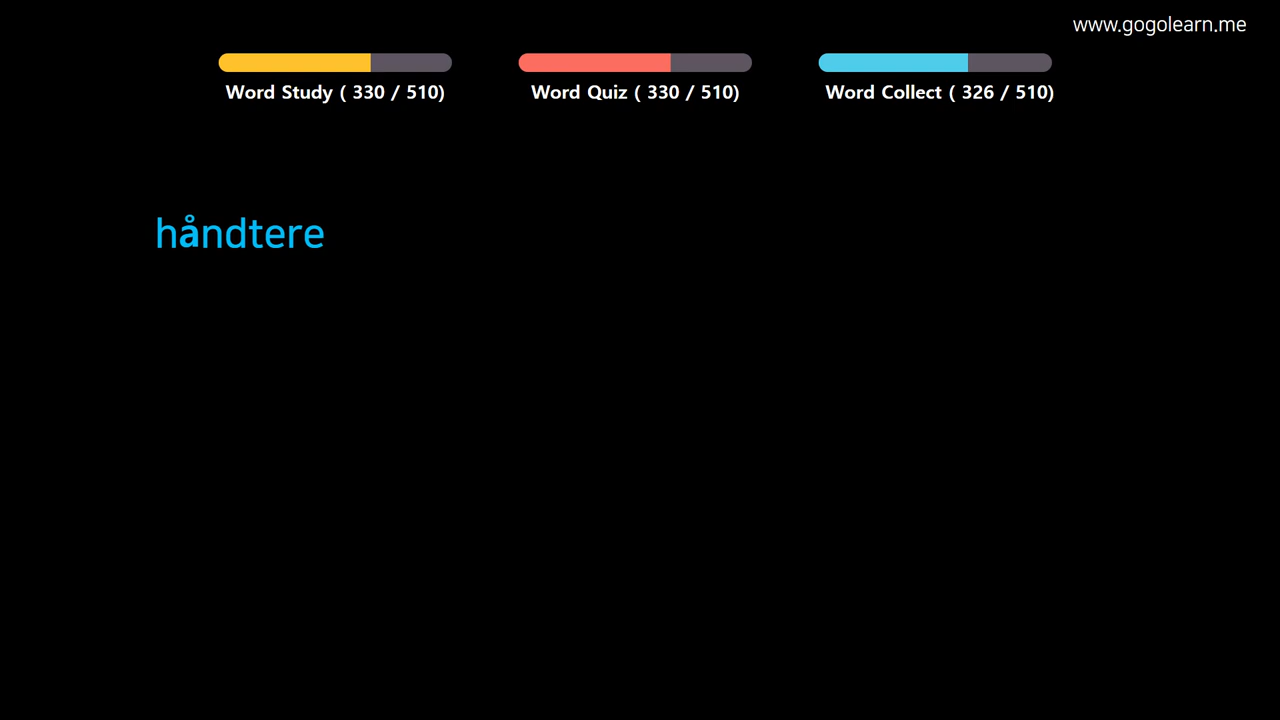 www.gogolearn.me
Word Study ( 330 / 510)
Word Quiz ( 330 / 510)
Word Collect ( 326 / 510)
håndtere